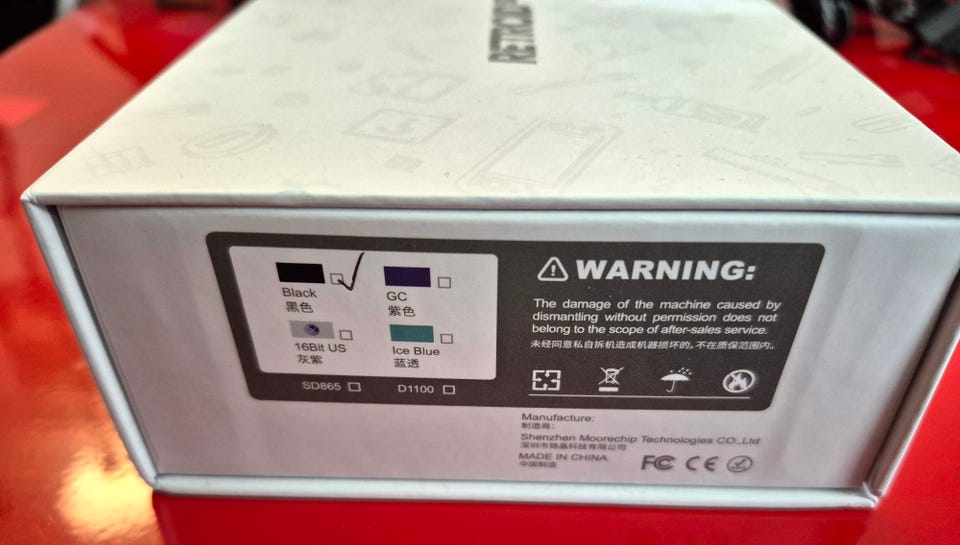 Black
黑色
GC
紫色
16Bit US
灰紫
Ice Blue
蓝透
SD865
D1100
WARNING:
The damage of the machine caused by
dismantling without permission does not
belong to the scope of after-sales service.
未经同意私自拆机造成机器损坏的,不在质保范围内。
Manufacture:
制造商:
Shenzhen Moorechip Technologies CO.,Ltd
深圳市骆晶科技有限公司
MADE IN CHINA
中国制造
FC CE